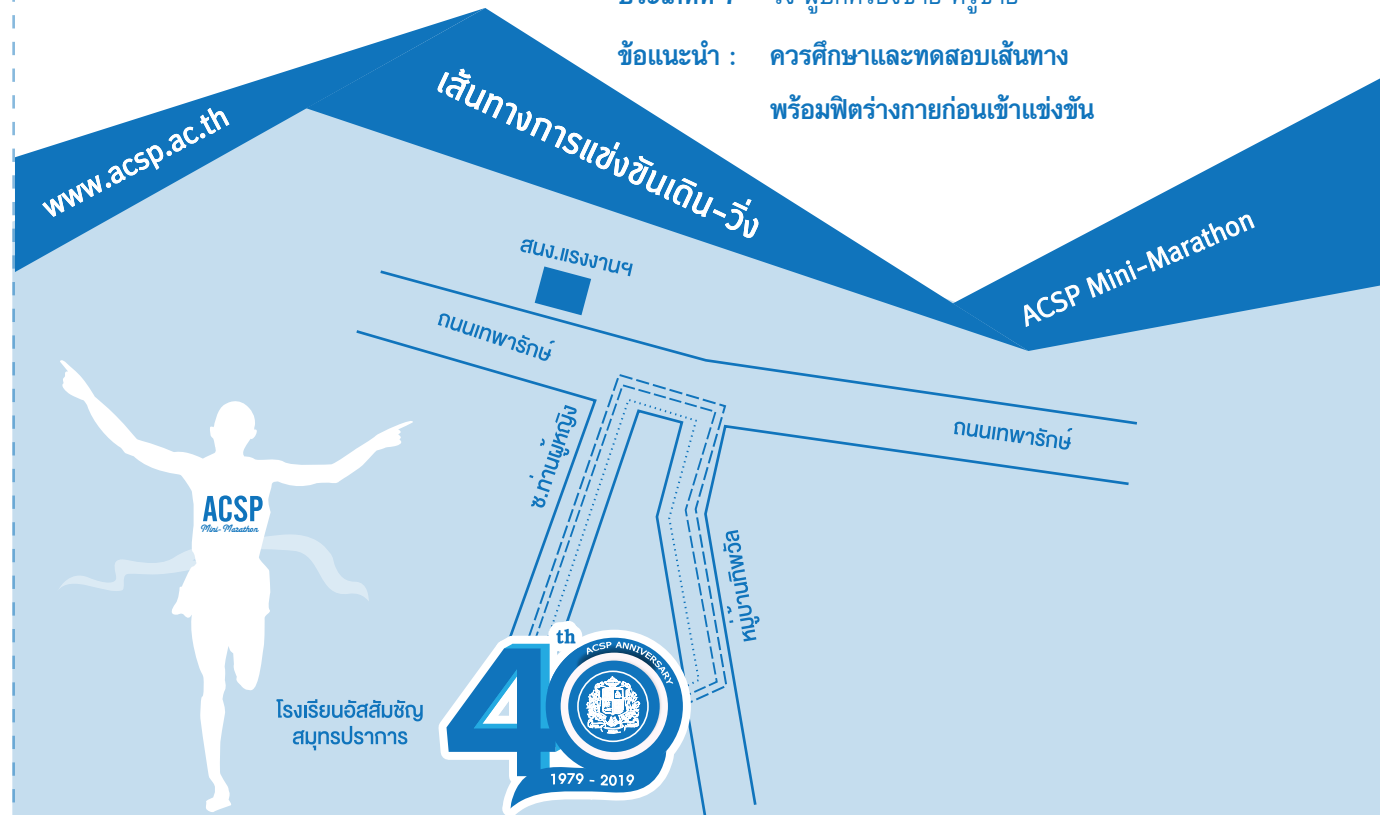 ข้อแนะนำ : ควรศึกษาและทดสอบเส้นทาง
พร้อมฟิตร่างกายก่อนเข้าแข่งขัน
www.acsp.ac.th
เส้นทางการแข่งขันเดิน-วิ่ง
ACSP Mini-Marathon
สนง.แรงงานฯ
ถนนเทพารักษ์
ถนนเทพารักษ์
ซ.ท่านผู้หญิง
หมู่บ้านทิพวัล
ACSP
Mini-Marathon
โรงเรียนอัสสัมชัญ
สมุทรปราการ
40th
ACSP ANNIVERSARY
1979 - 2019